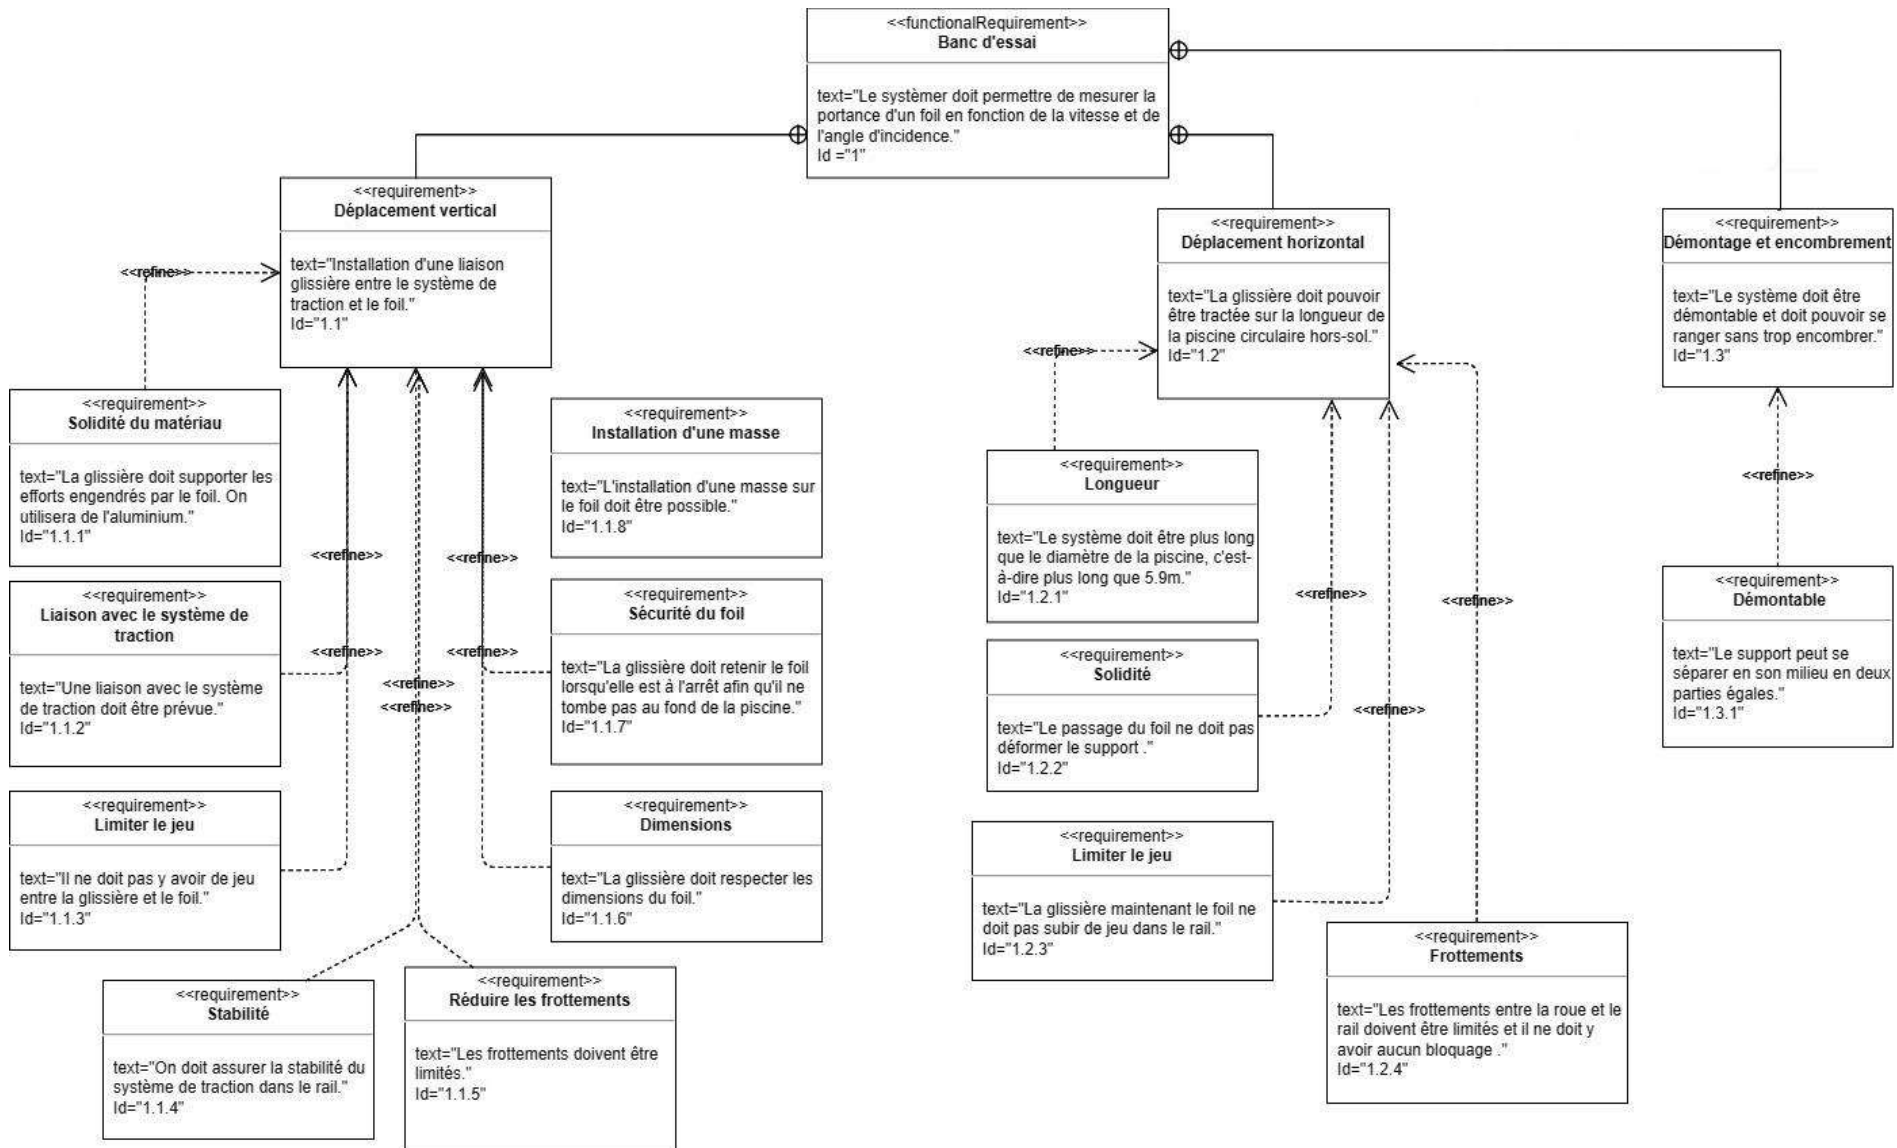 <<functionalRequirement>>
Banc d'essai
text="Le systèmer doit permettre de mesurer la
portance d'un foil en fonction de la vitesse et de
l'angle d'incidence."
Id ="1"
<<requirement>>
Déplacement vertical
text="Installation d'une liaison
glissière entre le système de
traction et le foil."
Id="1.1"
<<requirement>>
Déplacement horizontal
text="La glissière doit pouvoir
être tractée sur la longueur de
la piscine circulaire hors-sol."
Id="1.2"
<<requirement>>
Démontage et encombrement
text="Le système doit être
démontable et doit pouvoir se
ranger sans trop encombrer."
Id="1.3"
<<refine>>
<<refine>>
<<requirement>>
Solidité du matériau
text="La glissière doit supporter les
efforts engendrés par le foil. On
utilisera de l'aluminium."
Id="1.1.1"
<<requirement>>
Installation d'une masse
text="L'installation d'une masse sur
le foil doit être possible."
Id="1.1.8"
<<refine>>
<<refine>>
<<requirement>>
Longueur
text="Le système doit être plus long
que le diamètre de la piscine, c'est-
à-dire plus long que 5.9m."
Id="1.2.1"
<<refine>>
<<refine>>
<<refine>>
<<requirement>>
Liaison avec le système de
traction
text="Une liaison avec le système
de traction doit être prévue."
Id="1.1.2"
<<refine>>
<<refine>>
<<refine>>
<<refine>>
<<requirement>>
Sécurité du foil
text="La glissière doit retenir le foil
lorsqu'elle est à l'arrêt afin qu'il ne
tombe pas au fond de la piscine."
Id="1.1.7"
<<requirement>>
Solidité
text="Le passage du foil ne doit pas
déformer le support ."
Id="1.2.2"
<<refine>>
<<requirement>>
Démontable
text="Le support peut se
séparer en son milieu en deux
parties égales."
Id="1.3.1"
<<requirement>>
Limiter le jeu
text="Il ne doit pas y avoir de jeu
entre la glissière et le foil."
Id="1.1.3"
<<requirement>>
Dimensions
text="La glissière doit respecter les
dimensions du foil."
Id="1.1.6"
<<requirement>>
Limiter le jeu
text="La glissière maintenant le foil ne
doit pas subir de jeu dans le rail."
Id="1.2.3"
<<requirement>>
Stabilité
text="On doit assurer la stabilité du
système de traction dans le rail."
Id="1.1.4"
<<requirement>>
Réduire les frottements
text="Les frottements doivent être
limités."
Id="1.1.5"
<<requirement>>
Frottements
text="Les frottements entre la roue et le
rail doivent être limités et il ne doit y
avoir aucun bloquage ."
Id="1.2.4"